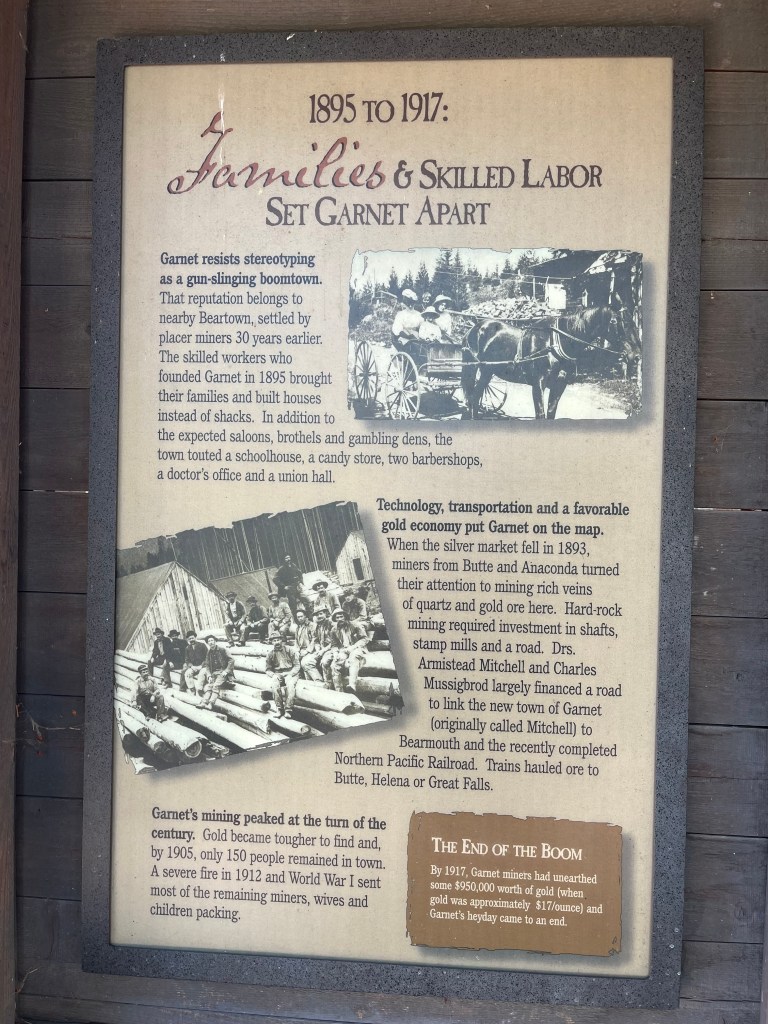 1895 TO 1917:
Families & SKILLED LABOR
SET GARNET APART
Garnet resists stereotyping
as a gun-slinging boomtown.
That reputation belongs to
nearby Beartown, settled by
placer miners 30 years earlier.
The skilled workers who
founded Garnet in 1895 brought
their families and built houses
instead of shacks. In addition to
the expected saloons, brothels and gambling dens, the
town touted a schoolhouse, a candy store, two barbershops,
a doctor's office and a union hall.
Technology, transportation and a favorable
gold economy put Garnet on the map.
When the silver market fell in 1893,
miners from Butte and Anaconda turned
their attention to mining rich veins
of quartz and gold ore here. Hard-rock
mining required investment in shafts,
stamp mills and a road. Drs.
Armistead Mitchell and Charles
Mussigbrod largely financed a road
to link the new town of Garnet
(originally called Mitchell) to
Bearmouth and the recently completed
Northern Pacific Railroad. Trains hauled ore to
Butte, Helena or Great Falls.
Garnet's mining peaked at the turn of the
century. Gold became tougher to find and,
by 1905, only 150 people remained in town.
A severe fire in 1912 and World War I sent
most of the remaining miners, wives and
children packing.
THE END OF THE BOOM
By 1917, Garnet miners had unearthed
some $950,000 worth of gold (when
gold was approximately $17/ounce) and
Garnet's heyday came to an end.